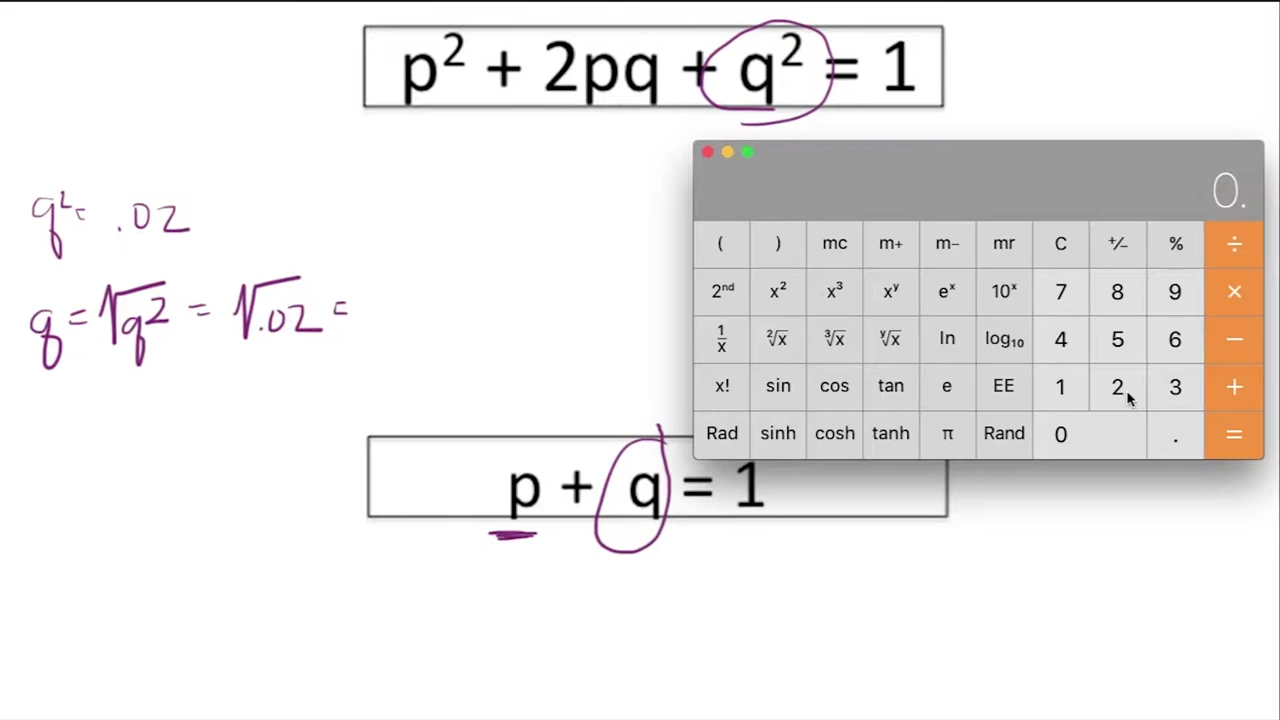 p² + 2pq + q² = 1
0.
( ) mc m+ m− mr C +/− % ÷
2ⁿᵈ x² x³ xʸ eˣ 10ˣ 7 8 9 ×
1/x ²√x ³√x ʸ√x ln log₁₀ 4 5 6 −
x! sin cos tan e EE 1 2 3 +
Rad sinh cosh tanh π Rand 0 . =
q² = .02
q = √q² = √.02 =
p + q = 1